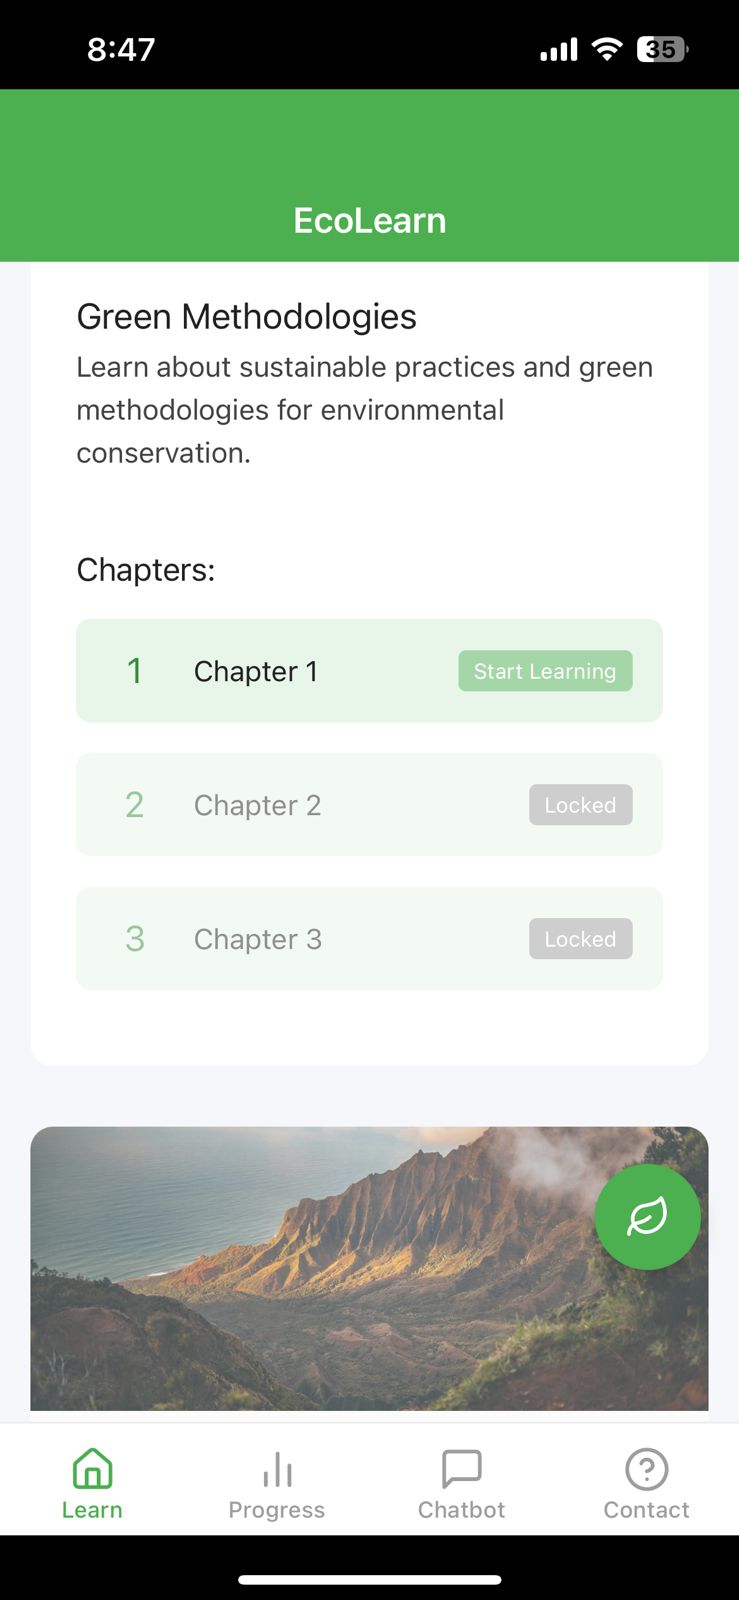 8:47
35
EcoLearn
Green Methodologies
Learn about sustainable practices and green
methodologies for environmental
conservation.
Chapters:
1 Chapter 1 Start Learning
2 Chapter 2 Locked
3 Chapter 3 Locked
Learn Progress Chatbot Contact